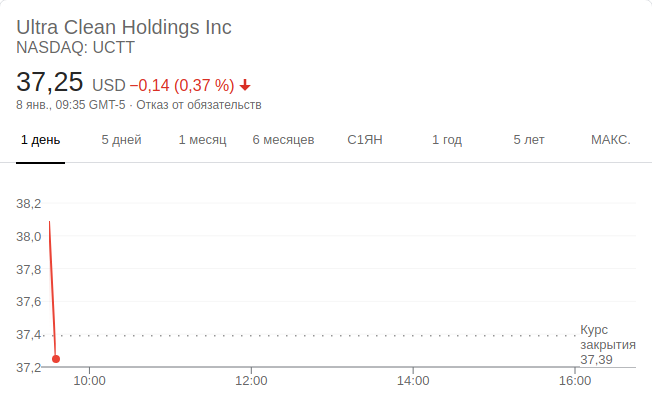 Ultra Clean Holdings Inc
NASDAQ: UCTT
37,25 USD −0,14 (0,37 %)
8 янв., 09:35 GMT-5 · Отказ от обязательств
1 день 5 дней 1 месяц 6 месяцев С1ЯН 1 год 5 лет МАКС.
38,2
38,0
37,8
37,6
37,4
37,2
Курс
закрытия
37,39
10:00 12:00 14:00 16:00